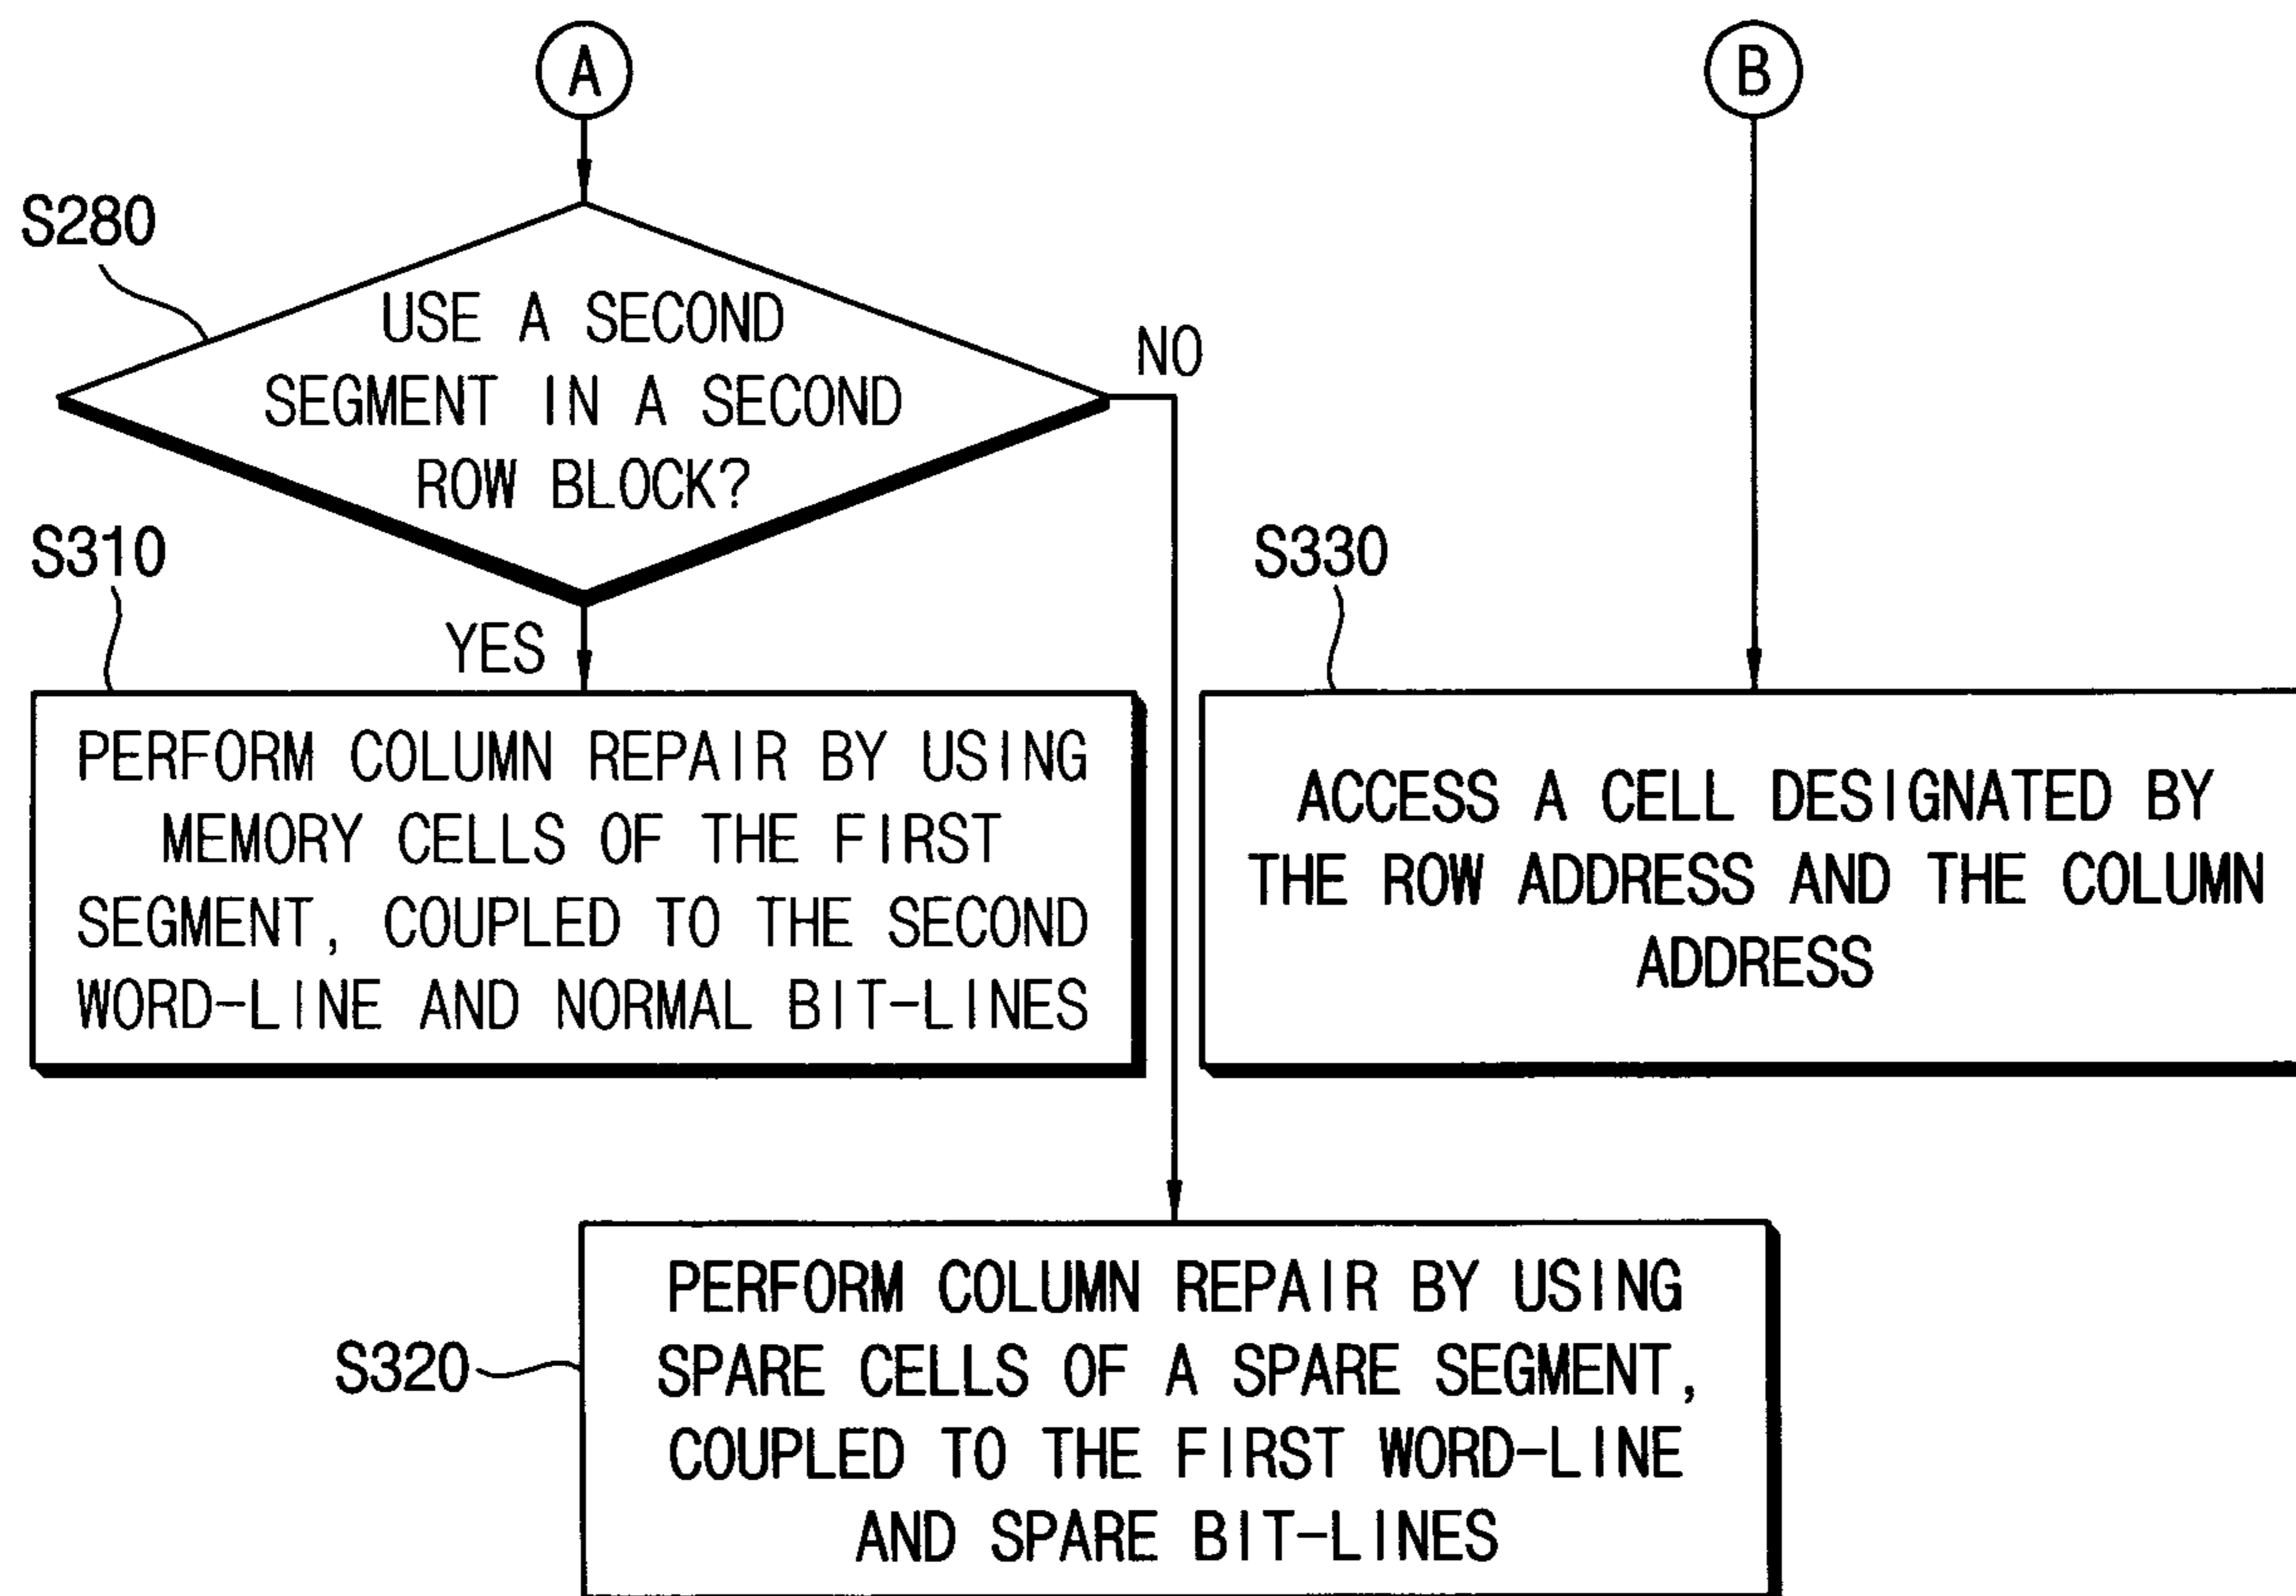 A
B
S280
USE A SECOND
SEGMENT IN A SECOND
ROW BLOCK?
NO
YES
S310
PERFORM COLUMN REPAIR BY USING
MEMORY CELLS OF THE FIRST
SEGMENT, COUPLED TO THE SECOND
WORD-LINE AND NORMAL BIT-LINES
S330
ACCESS A CELL DESIGNATED BY
THE ROW ADDRESS AND THE COLUMN
ADDRESS
S320
PERFORM COLUMN REPAIR BY USING
SPARE CELLS OF A SPARE SEGMENT,
COUPLED TO THE FIRST WORD-LINE
AND SPARE BIT-LINES